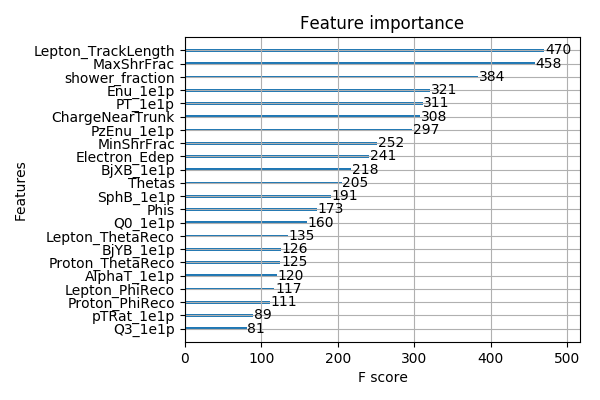 Feature importance
Features
Lepton_TrackLength 470
MaxShrFrac 458
shower_fraction 384
Enu_1e1p 321
PT_1e1p 311
ChargeNearTrunk 308
PzEnu_1e1p 297
MinShrFrac 252
Electron_Edep 241
BjXB_1e1p 218
Thetas 205
SphB_1e1p 191
Phis 173
Q0_1e1p 160
Lepton_ThetaReco 135
BjYB_1e1p 126
Proton_ThetaReco 125
AlphaT_1e1p 120
Lepton_PhiReco 117
Proton_PhiReco 111
pTRat_1e1p 89
Q3_1e1p 81
0 100 200 300 400 500
F score